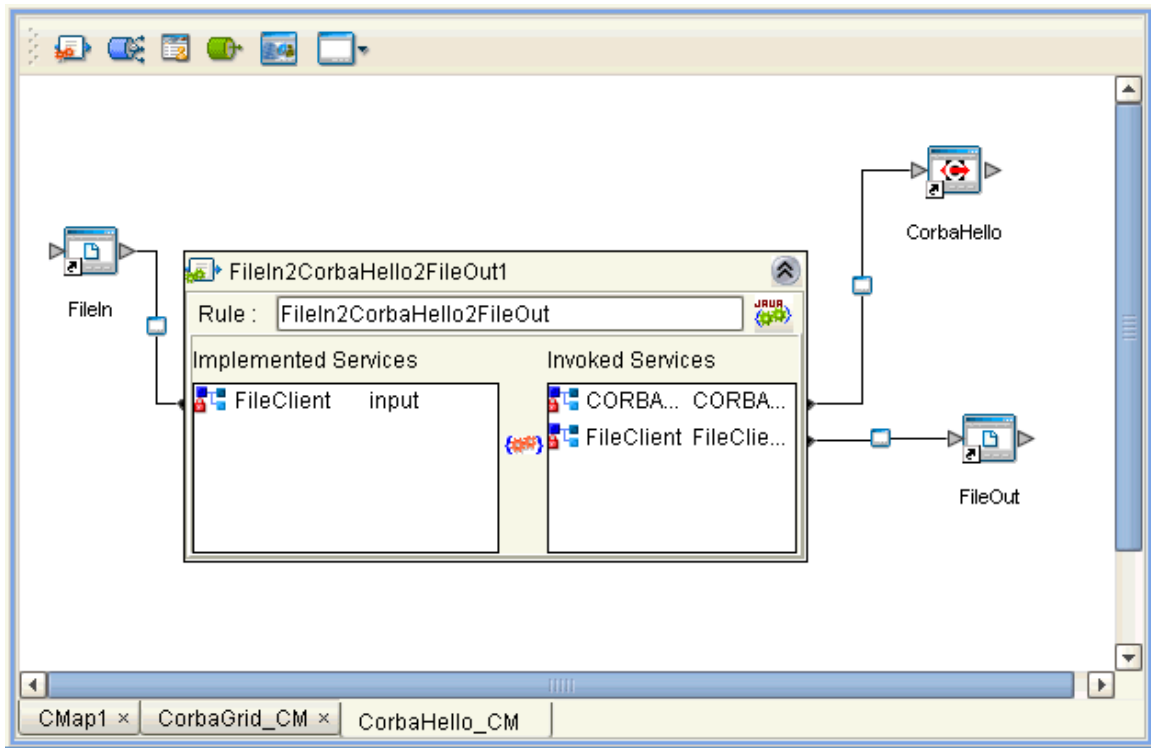 CorbaHello
FileIn
FileIn2CorbaHello2FileOut1
Rule : FileIn2CorbaHello2FileOut
JAVA
Implemented Services Invoked Services
FileClient input CORBA... CORBA...
FileClient FileClie...
FileOut
CMap1 × CorbaGrid_CM × CorbaHello_CM